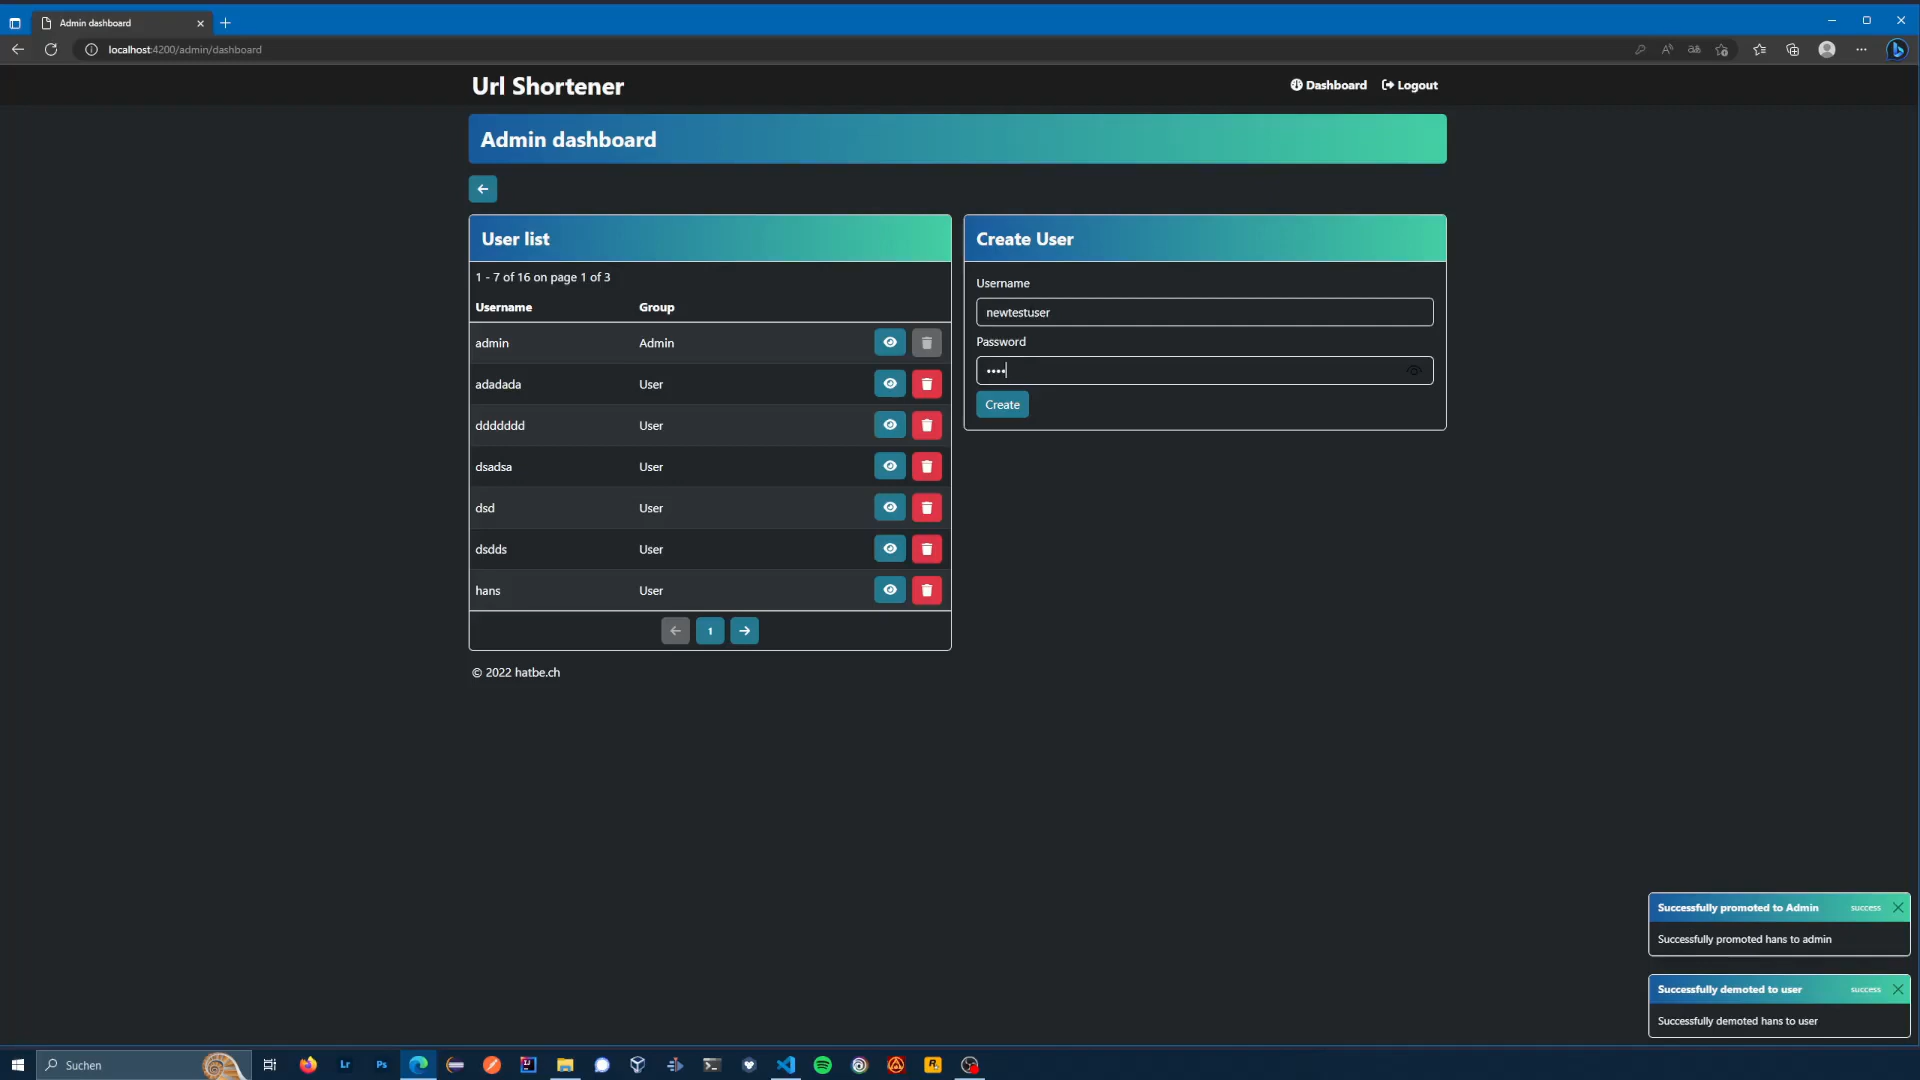 Admin dashboard
localhost:4200/admin/dashboard
Url Shortener
Dashboard
Logout
Admin dashboard
User list
1 - 7 of 16 on page 1 of 3
Username Group
admin Admin
adadada User
ddddddd User
dsadsa User
dsd User
dsdds User
hans User
1
© 2022 hatbe.ch
Create User
Username
newtestuser
Password
••••
Create
Successfully promoted to Admin success
Successfully promoted hans to admin
Successfully demoted to user success
Successfully demoted hans to user
Suchen
Lr
Ps